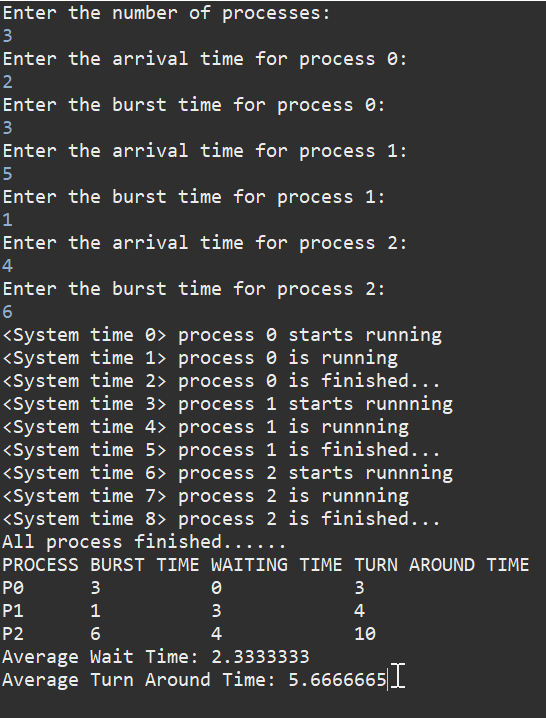 Enter the number of processes:
3
Enter the arrival time for process 0:
2
Enter the burst time for process 0:
3
Enter the arrival time for process 1:
5
Enter the burst time for process 1:
1
Enter the arrival time for process 2:
4
Enter the burst time for process 2:
6
<System time 0> process 0 starts running
<System time 1> process 0 is running
<System time 2> process 0 is finished...
<System time 3> process 1 starts runnning
<System time 4> process 1 is runnning
<System time 5> process 1 is finished...
<System time 6> process 2 starts runnning
<System time 7> process 2 is runnning
<System time 8> process 2 is finished...
All process finished......
PROCESS BURST TIME WAITING TIME TURN AROUND TIME
P0 3 0 3
P1 1 3 4
P2 6 4 10
Average Wait Time: 2.3333333
Average Turn Around Time: 5.6666665